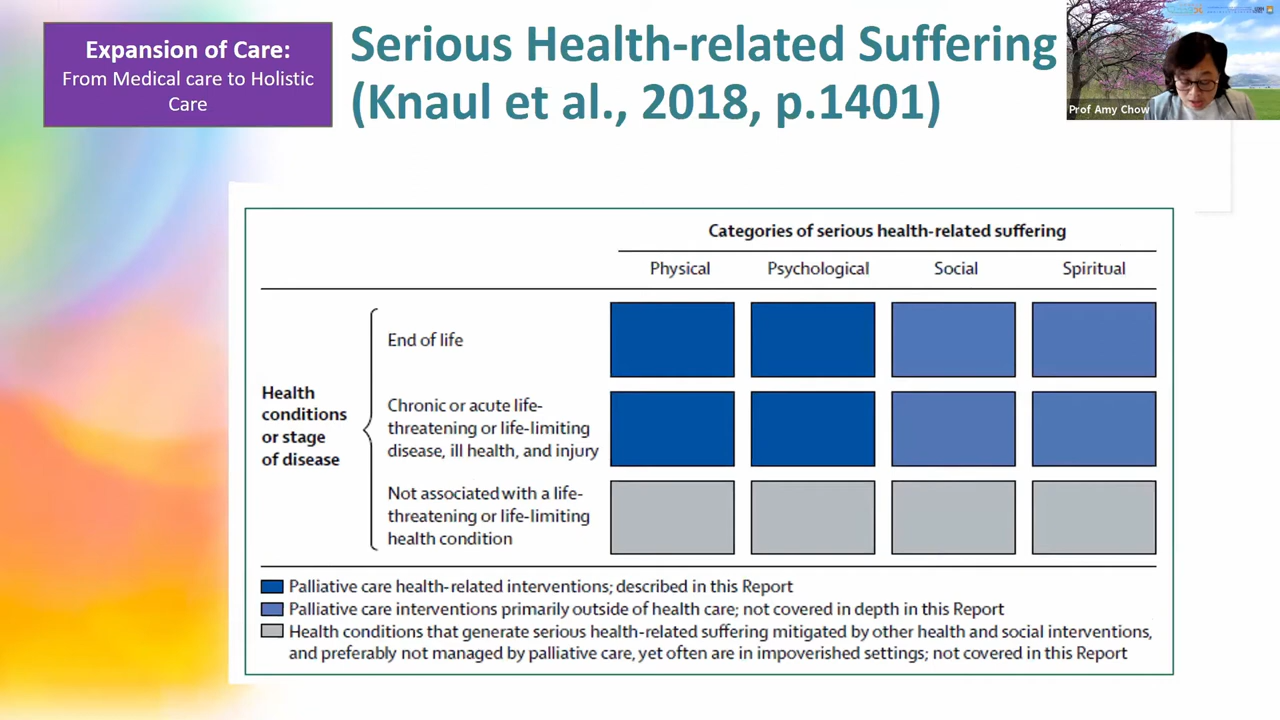 Expansion of Care:
From Medical care to Holistic
Care
Serious Health-related Suffering
(Knaul et al., 2018, p.1401)
Prof Amy Chow
Categories of serious health-related suffering
Physical
Psychological
Social
Spiritual
Health
conditions
or stage
of disease
End of life
Chronic or acute life-
threatening or life-limiting
disease, ill health, and injury
Not associated with a life-
threatening or life-limiting
health condition
Palliative care health-related interventions; described in this Report
Palliative care interventions primarily outside of health care; not covered in depth in this Report
Health conditions that generate serious health-related suffering mitigated by other health and social interventions,
and preferably not managed by palliative care, yet often are in impoverished settings; not covered in this Report